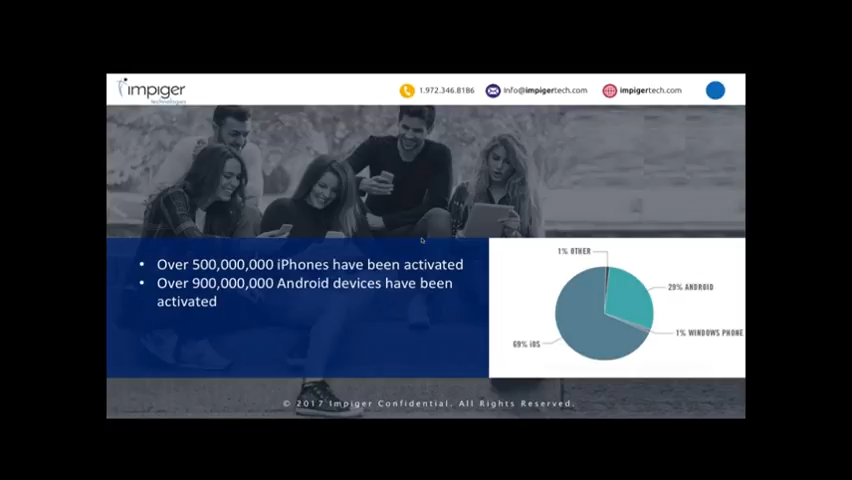 impiger
technologies
1.972.346.8186
Info@impigertech.com
impigertech.com
• Over 500,000,000 iPhones have been activated
• Over 900,000,000 Android devices have been
activated
1% OTHER
29% ANDROID
1% WINDOWS PHONE
69% iOS
© 2017 Impiger Confidential. All Rights Reserved.